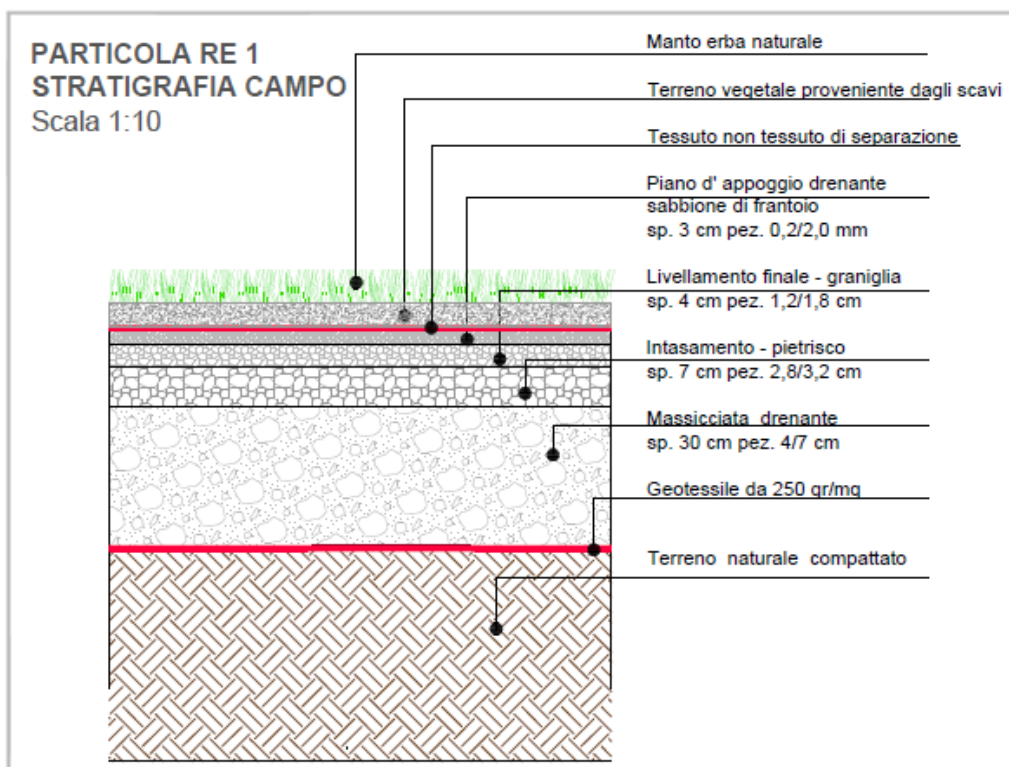 PARTICOLA RE 1
STRATIGRAFIA CAMPO
Scala 1:10
Manto erba naturale
Terreno vegetale proveniente dagli scavi
Tessuto non tessuto di separazione
Piano d' appoggio drenante
sabbione di frantoio
sp. 3 cm pez. 0,2/2,0 mm
Livellamento finale - graniglia
sp. 4 cm pez. 1,2/1,8 cm
Intasamento - pietrisco
sp. 7 cm pez. 2,8/3,2 cm
Massicciata drenante
sp. 30 cm pez. 4/7 cm
Geotessile da 250 gr/mq
Terreno naturale compattato